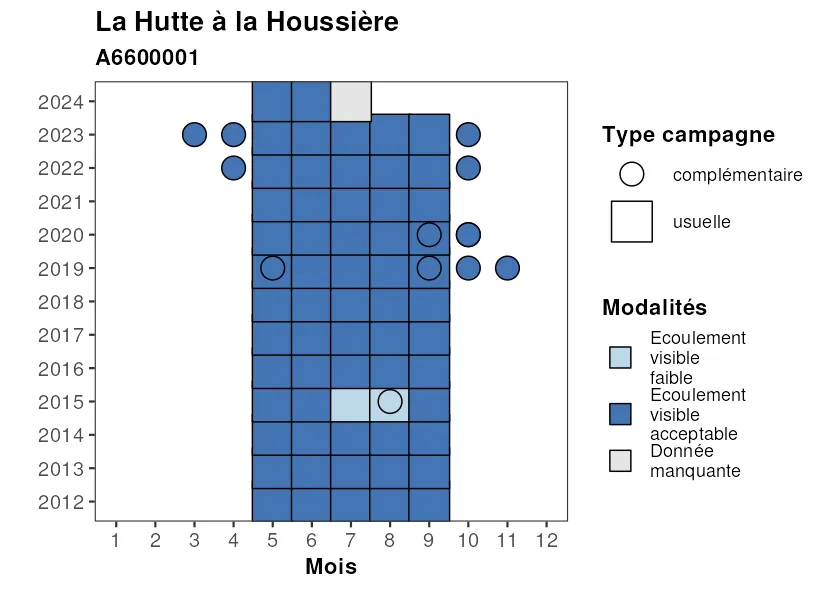 La Hutte à la Houssière
A6600001
2024
2023
2022
2021
2020
2019
2018
2017
2016
2015
2014
2013
2012
1 2 3 4 5 6 7 8 9 10 11 12
Mois
Type campagne
complémentaire
usuelle
Modalités
Ecoulement
visible
faible
Ecoulement
visible
acceptable
Donnée
manquante